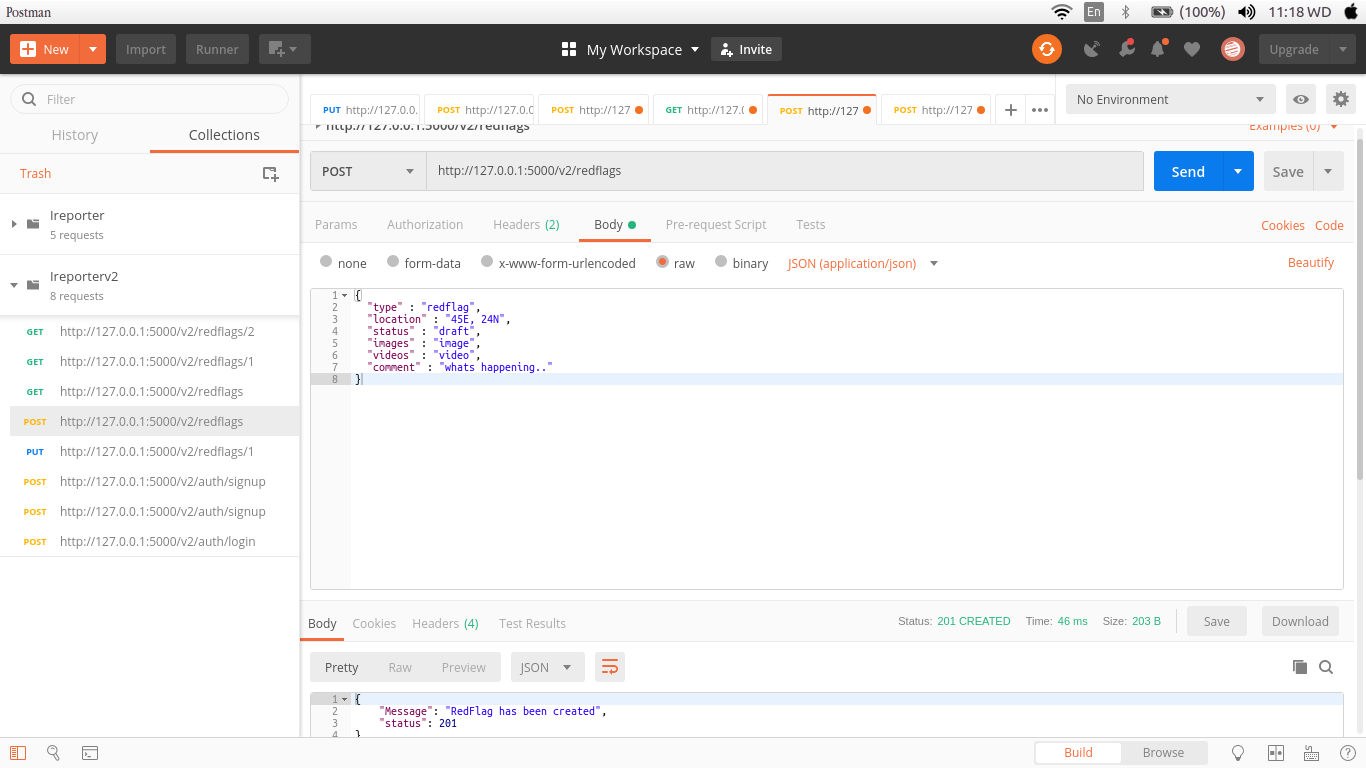 Postman
En (100%) 11:18 WD
New Import Runner My Workspace Invite Upgrade
Filter
History Collections
Trash
Ireporter
5 requests
Ireporterv2
8 requests
GET http://127.0.0.1:5000/v2/redflags/2
GET http://127.0.0.1:5000/v2/redflags/1
GET http://127.0.0.1:5000/v2/redflags
POST http://127.0.0.1:5000/v2/redflags
PUT http://127.0.0.1:5000/v2/redflags/1
POST http://127.0.0.1:5000/v2/auth/signup
POST http://127.0.0.1:5000/v2/auth/signup
POST http://127.0.0.1:5000/v2/auth/login
PUT http://127.0.0. POST http://127.0.0 POST http://127 GET http://127.( POST http://127 POST http://127
No Environment
http://127.0.0.1:5000/v2/redflags Examples (0)
POST http://127.0.0.1:5000/v2/redflags Send Save
Params Authorization Headers (2) Body Pre-request Script Tests Cookies Code
none form-data x-www-form-urlencoded raw binary JSON (application/json) Beautify
1 {
2 "type" : "redflag",
3 "location" : "45E, 24N",
4 "status" : "draft",
5 "images" : "image",
6 "videos" : "video",
7 "comment" : "whats happening.."
8 }
Body Cookies Headers (4) Test Results Status: 201 CREATED Time: 46 ms Size: 203 B Save Download
Pretty Raw Preview JSON
1 {
2 "Message": "RedFlag has been created",
3 "status": 201
4 }
Build Browse